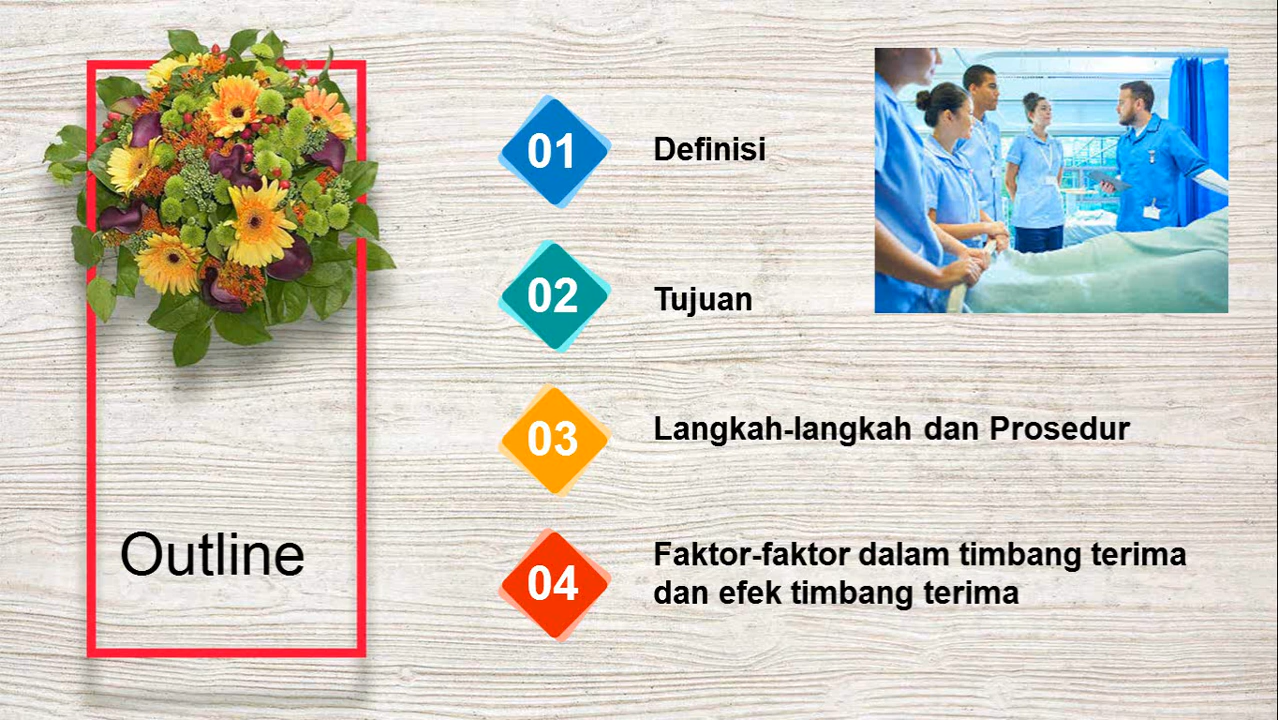 Outline
01
Definisi
02
Tujuan
03
Langkah-langkah dan Prosedur
04
Faktor-faktor dalam timbang terima
dan efek timbang terima